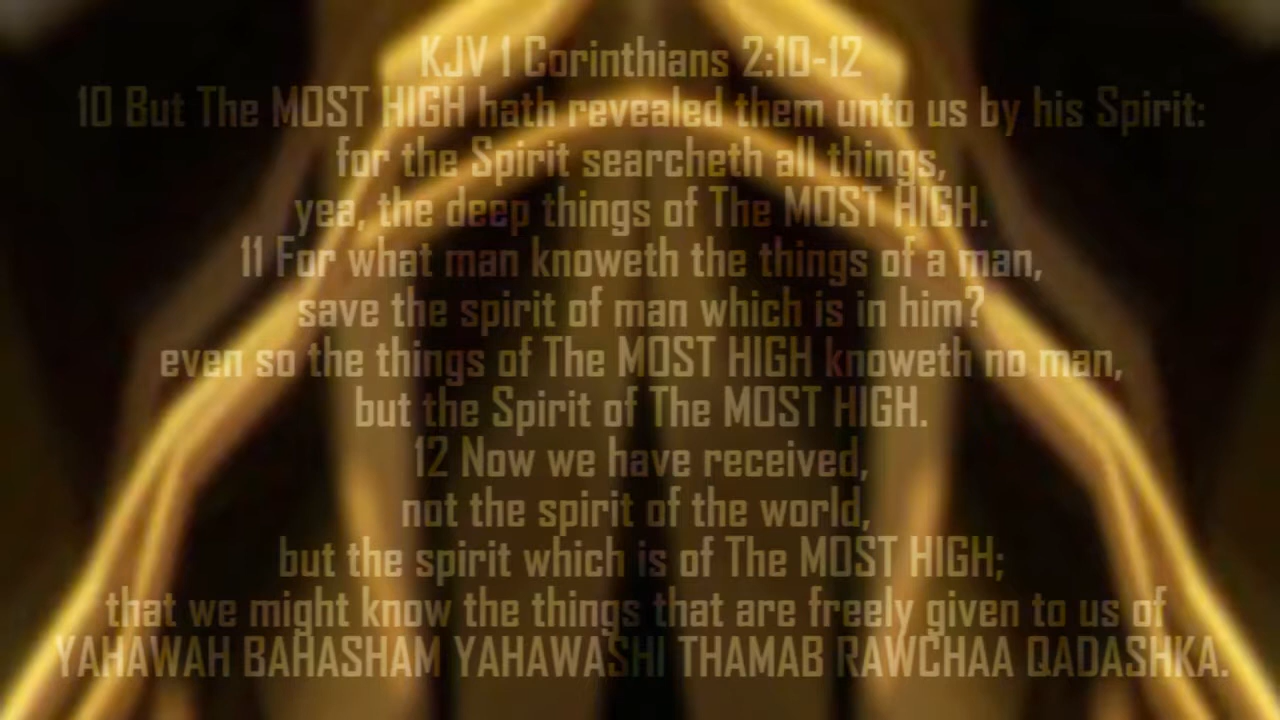 KJV 1 Corinthians 2:10-12
10 But The MOST HIGH hath revealed them unto us by his Spirit:
for the Spirit searcheth all things,
yea, the deep things of The MOST HIGH.
11 For what man knoweth the things of a man,
save the spirit of man which is in him?
even so the things of The MOST HIGH knoweth no man,
but the Spirit of The MOST HIGH.
12 Now we have received,
not the spirit of the world,
but the spirit which is of The MOST HIGH;
that we might know the things that are freely given to us of
YAHAWAH BAHASHAM YAHAWASHI THAMAB RAWCHAA QADASHKA.